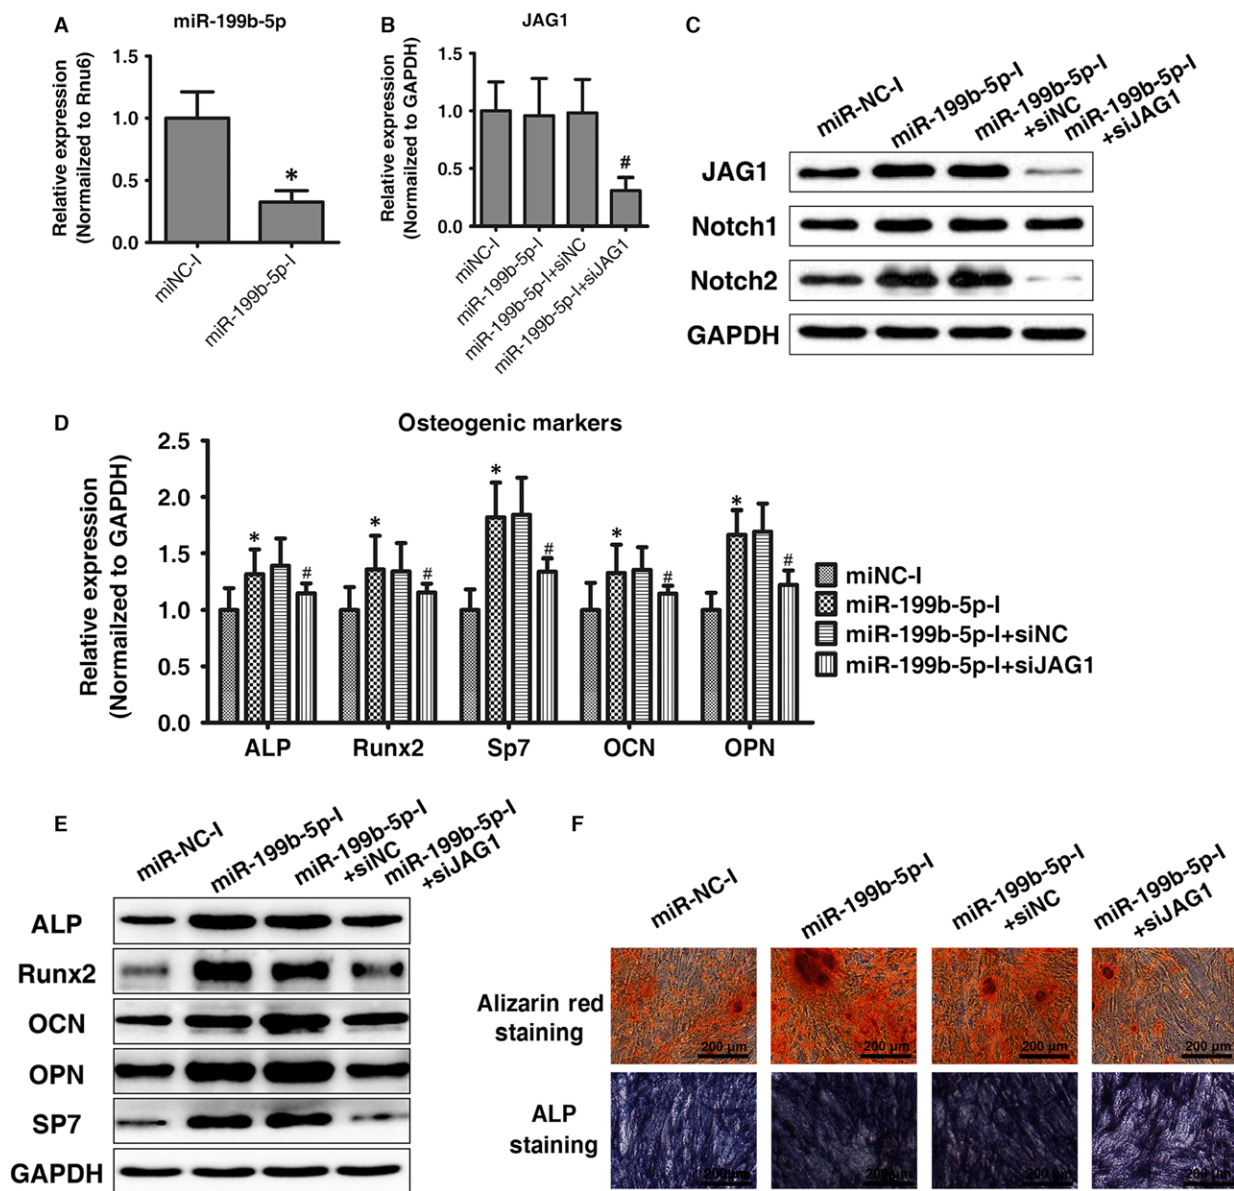 A
miR-199b-5p
Relative expression
(Normailzed to Rnu6)
1.5
1.0
0.5
0.0
*
miNC-I
miR-199b-5p-I
B
JAG1
Relative expression
(Normailzed to GAPDH)
1.5
1.0
0.5
0.0
#
miNC-I
miR-199b-5p-I
miR-199b-5p-I+siNC
miR-199b-5p-I+siJAG1
C
miR-NC-I
miR-199b-5p-I
miR-199b-5p-I
+siNC
miR-199b-5p-I
+siJAG1
JAG1
Notch1
Notch2
GAPDH
D
Osteogenic markers
Relative expression
(Normailzed to GAPDH)
2.5
2.0
1.5
1.0
0.5
0.0
* # * # * # * # * #
ALP Runx2 Sp7 OCN OPN
miNC-I
miR-199b-5p-I
miR-199b-5p-I+siNC
miR-199b-5p-I+siJAG1
E
miR-NC-I
miR-199b-5p-I
miR-199b-5p-I
+siNC
miR-199b-5p-I
+siJAG1
ALP
Runx2
OCN
OPN
SP7
GAPDH
F
miR-NC-I
miR-199b-5p-I
miR-199b-5p-I
+siNC
miR-199b-5p-I
+siJAG1
Alizarin red
staining
200 µm 200 µm 200 µm 200 µm
ALP
staining
200µm 200 µm 200 µm 200 µm